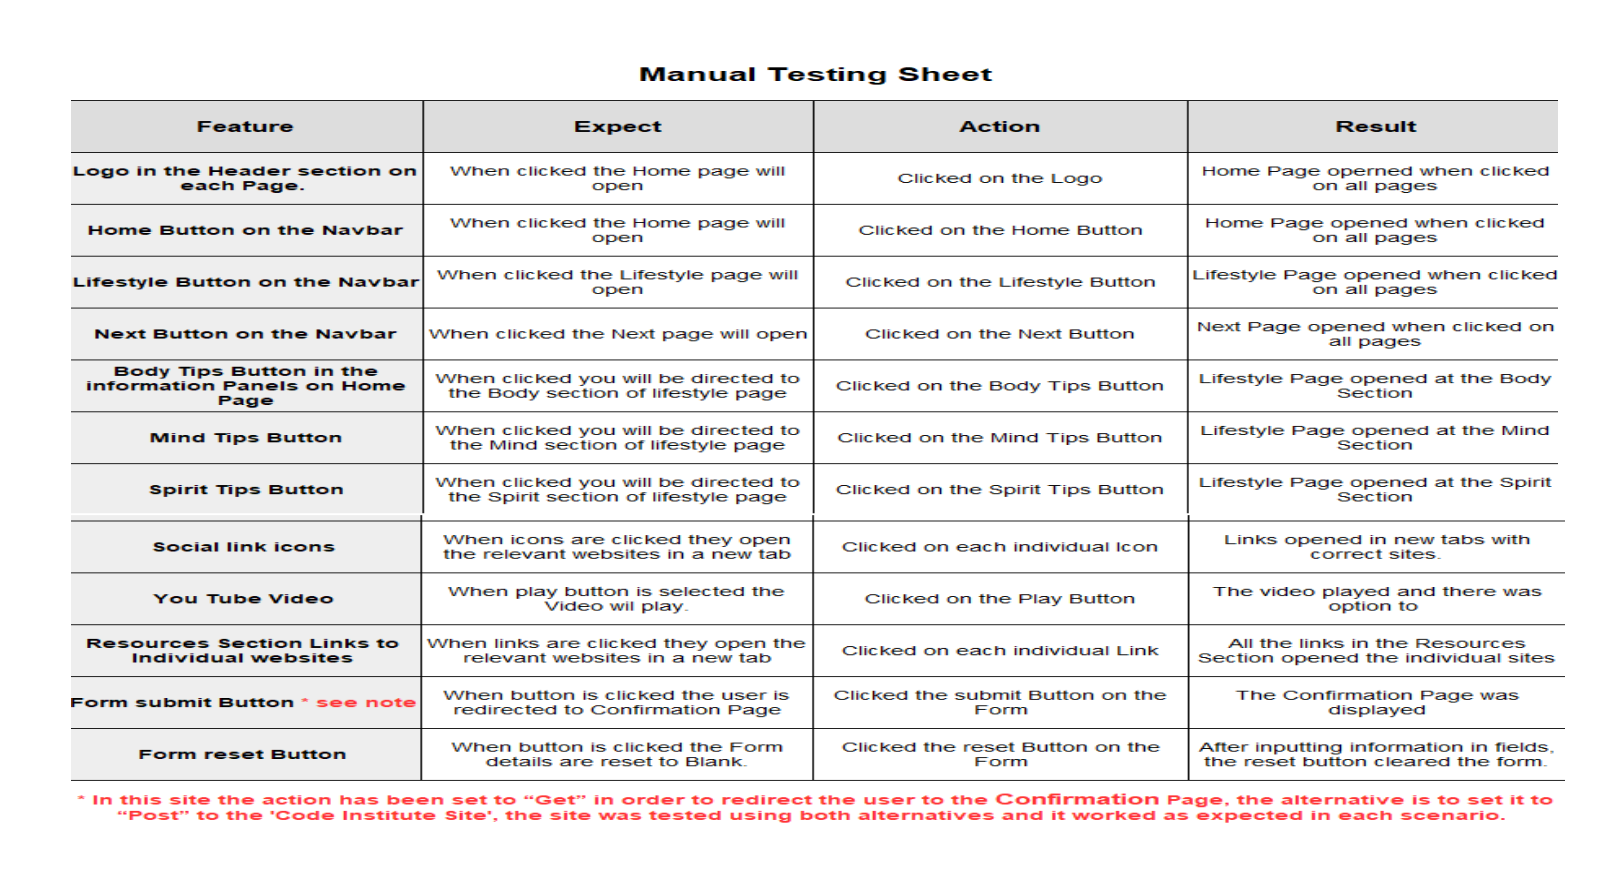 Manual Testing Sheet
Feature Expect Action Result
Logo in the Header section on
each Page.
When clicked the Home page will
open
Clicked on the Logo
Home Page operned when clicked
on all pages
Home Button on the Navbar
When clicked the Home page will
open
Clicked on the Home Button
Home Page opened when clicked
on all pages
Lifestyle Button on the Navbar
When clicked the Lifestyle page will
open
Clicked on the Lifestyle Button
Lifestyle Page opened when clicked
on all pages
Next Button on the Navbar
When clicked the Next page will open
Clicked on the Next Button
Next Page opened when clicked on
all pages
Body Tips Button in the
information Panels on Home
Page
When clicked you will be directed to
the Body section of lifestyle page
Clicked on the Body Tips Button
Lifestyle Page opened at the Body
Section
Mind Tips Button
When clicked you will be directed to
the Mind section of lifestyle page
Clicked on the Mind Tips Button
Lifestyle Page opened at the Mind
Section
Spirit Tips Button
When clicked you will be directed to
the Spirit section of lifestyle page
Clicked on the Spirit Tips Button
Lifestyle Page opened at the Spirit
Section
Social link icons
When icons are clicked they open
the relevant websites in a new tab
Clicked on each individual Icon
Links opened in new tabs with
correct sites.
You Tube Video
When play button is selected the
Video wil play.
Clicked on the Play Button
The video played and there was
option to
Resources Section Links to
Individual websites
When links are clicked they open the
relevant websites in a new tab
Clicked on each individual Link
All the links in the Resources
Section opened the individual sites
Form submit Button * see note
When button is clicked the user is
redirected to Confirmation Page
Clicked the submit Button on the
Form
The Confirmation Page was
displayed
Form reset Button
When button is clicked the Form
details are reset to Blank.
Clicked the reset Button on the
Form
After inputting information in fields,
the reset button cleared the form.
* In this site the action has been set to “Get” in order to redirect the user to the Confirmation Page, the alternative is to set it to
“Post” to the 'Code Institute Site', the site was tested using both alternatives and it worked as expected in each scenario.